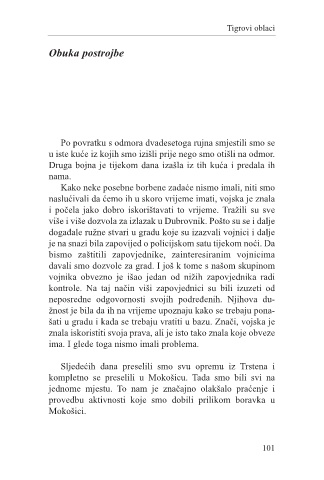 Tigrovi oblaci
Obuka postrojbe
Po povratku s odmora dvadesetoga rujna smjestili smo se
u iste kuće iz kojih smo izišli prije nego smo otišli na odmor.
Druga bojna je tijekom dana izašla iz tih kuća i predala ih
nama.
Kako neke posebne borbene zadaće nismo imali, niti smo
naslućivali da ćemo ih u skoro vrijeme imati, vojska je znala
i počela jako dobro iskorištavati to vrijeme. Tražili su sve
više i više dozvola za izlazak u Dubrovnik. Pošto su se i dalje
događale ružne stvari u gradu koje su izazvali vojnici i dalje
je na snazi bila zapovijed o policijskom satu tijekom noći. Da
bismo zaštitili zapovjednike, zainteresiranim vojnicima
davali smo dozvole za grad. I još k tome s našom skupinom
vojnika obvezno je išao jedan od nižih zapovjednika radi
kontrole. Na taj način viši zapovjednici su bili izuzeti od
neposredne odgovornosti svojih podređenih. Njihova du-
žnost je bila da ih na vrijeme upoznaju kako se trebaju pona-
šati u gradu i kada se trebaju vratiti u bazu. Znači, vojska je
znala iskoristiti svoja prava, ali je isto tako znala koje obveze
ima. I glede toga nismo imali problema.
Sljedećih dana preselili smo svu opremu iz Trstena i
kompletno se preselili u Mokošicu. Tada smo bili svi na
jednome mjestu. To nam je značajno olakšalo praćenje i
provedbu aktivnosti koje smo dobili prilikom boravka u
Mokošici.
101